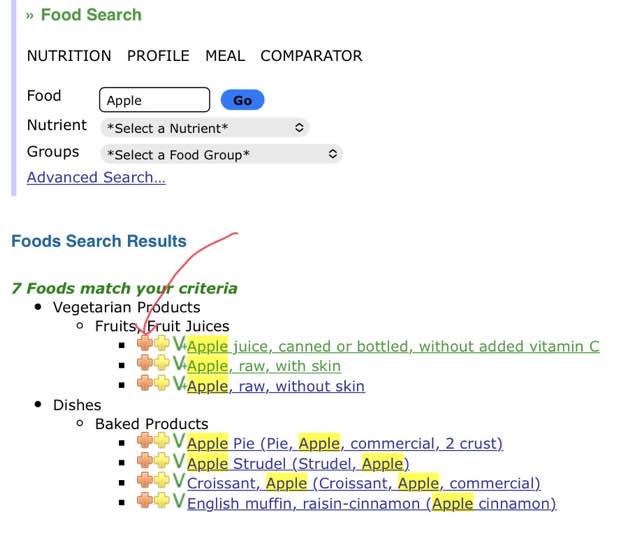 » Food Search
NUTRITION PROFILE MEAL COMPARATOR
Food Apple Go
Nutrient *Select a Nutrient*
Groups *Select a Food Group*
Advanced Search...
Foods Search Results
7 Foods match your criteria
Vegetarian Products
Fruits, Fruit Juices
Apple juice, canned or bottled, without added vitamin C
Apple, raw, with skin
Apple, raw, without skin
Dishes
Baked Products
Apple Pie (Pie, Apple, commercial, 2 crust)
Apple Strudel (Strudel, Apple)
Croissant, Apple (Croissant, Apple, commercial)
English muffin, raisin-cinnamon (Apple cinnamon)